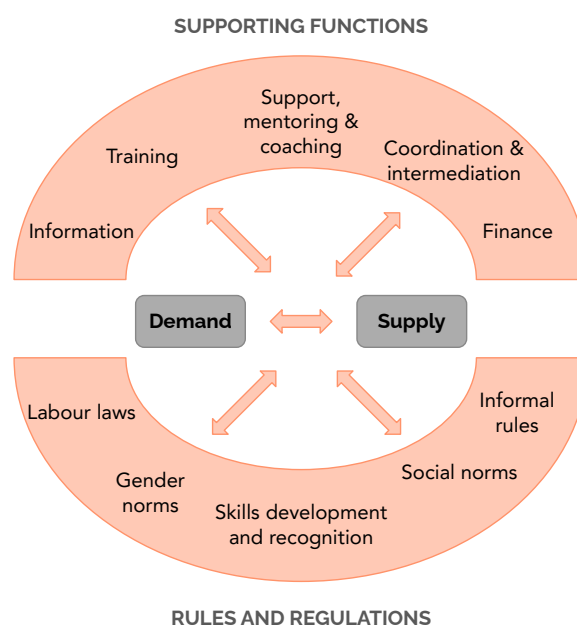 SUPPORTING FUNCTIONS
Support,
mentoring &
coaching
Training
Coordination &
intermediation
Information
Finance
Demand
Supply
Labour laws
Informal
rules
Gender
norms
Social norms
Skills development
and recognition
RULES AND REGULATIONS